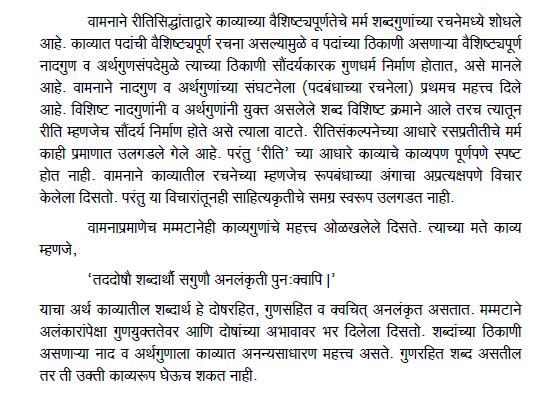 वामनाने रीतिसिद्धांताद्वारे काव्याच्या वैशिष्ट्यपूर्णतेचे मर्म शब्दगुणांच्या रचनेमध्ये शोधले
आहे. काव्यात पदांची वैशिष्ट्यपूर्ण रचना असल्यामुळे व पदांच्या ठिकाणी असणाऱ्या वैशिष्ट्यपूर्ण
नादगुण व अर्थगुणसंपदेमुळे त्याच्या ठिकाणी सौंदर्यकारक गुणधर्म निर्माण होतात, असे मानले
आहे. वामनाने नादगुण व अर्थगुणांच्या संघटनेला (पदबंधाच्या रचनेला) प्रथमच महत्त्व दिले
आहे. विशिष्ट नादगुणांनी व अर्थगुणांनी युक्त असलेले शब्द विशिष्ट क्रमाने आले तरच त्यातून
रीति म्हणजेच सौंदर्य निर्माण होते असे त्याला वाटते. रीतिसंकल्पनेच्या आधारे रसप्रतीतीचे मर्म
काही प्रमाणात उलगडले गेले आहे. परंतु ‘रीति’ च्या आधारे काव्याचे काव्यपण पूर्णपणे स्पष्ट
होत नाही. वामनाने काव्यातील रचनेच्या म्हणजेच रूपबंधाच्या अंगाचा अप्रत्यक्षपणे विचार
केलेला दिसतो. परंतु या विचारांतूनही साहित्यकृतीचे समग्र स्वरूप उलगडत नाही.
वामनाप्रमाणेच मम्मटानेही काव्यगुणांचे महत्त्व ओळखलेले दिसते. त्याच्या मते काव्य
म्हणजे,
‘तददोषौ शब्दार्थौ सगुणौ अनलंकृती पुन:क्वापि |’
याचा अर्थ काव्यातील शब्दार्थ हे दोषरहित, गुणसहित व क्वचित् अनलंकृत असतात. मम्मटाने
अलंकारांपेक्षा गुणयुक्ततेवर आणि दोषांच्या अभावावर भर दिलेला दिसतो. शब्दांच्या ठिकाणी
असणाऱ्या नाद व अर्थगुणाला काव्यात अनन्यसाधारण महत्त्व असते. गुणरहित शब्द असतील
तर ती उक्ती काव्यरूप घेऊच शकत नाही.